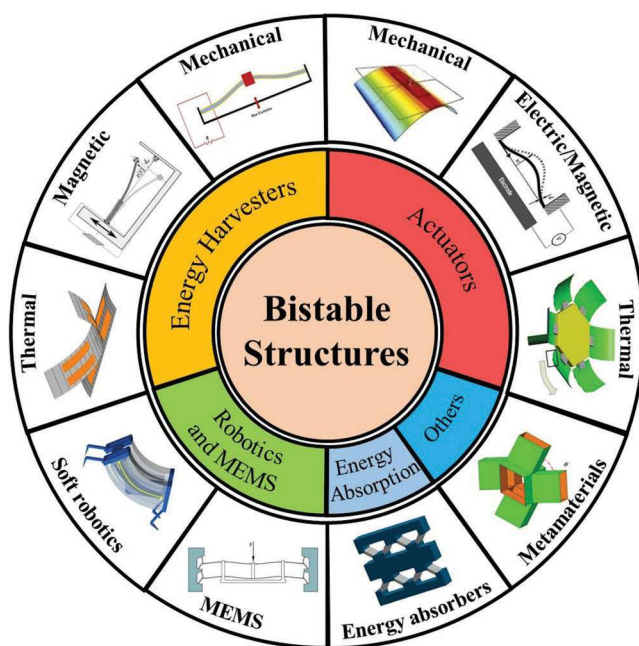 Mechanical
Mechanical
Electric/Magnetic
Thermal
Metamaterials
Energy absorbers
MEMS
Soft robotics
Thermal
Magnetic
Energy Harvesters
Actuators
Others
Energy
Absorption
Robotics
and MEMS
Bistable
Structures
Electrode